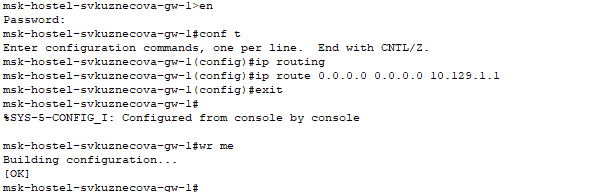 msk-hostel-svkuznecova-gw-1>en
Password:
msk-hostel-svkuznecova-gw-1#conf t
Enter configuration commands, one per line.  End with CNTL/Z.
msk-hostel-svkuznecova-gw-1(config)#ip routing
msk-hostel-svkuznecova-gw-1(config)#ip route 0.0.0.0 0.0.0.0 10.129.1.1
msk-hostel-svkuznecova-gw-1(config)#exit
msk-hostel-svkuznecova-gw-1#
%SYS-5-CONFIG_I: Configured from console by console
msk-hostel-svkuznecova-gw-1#wr me
Building configuration...
[OK]
msk-hostel-svkuznecova-gw-1#